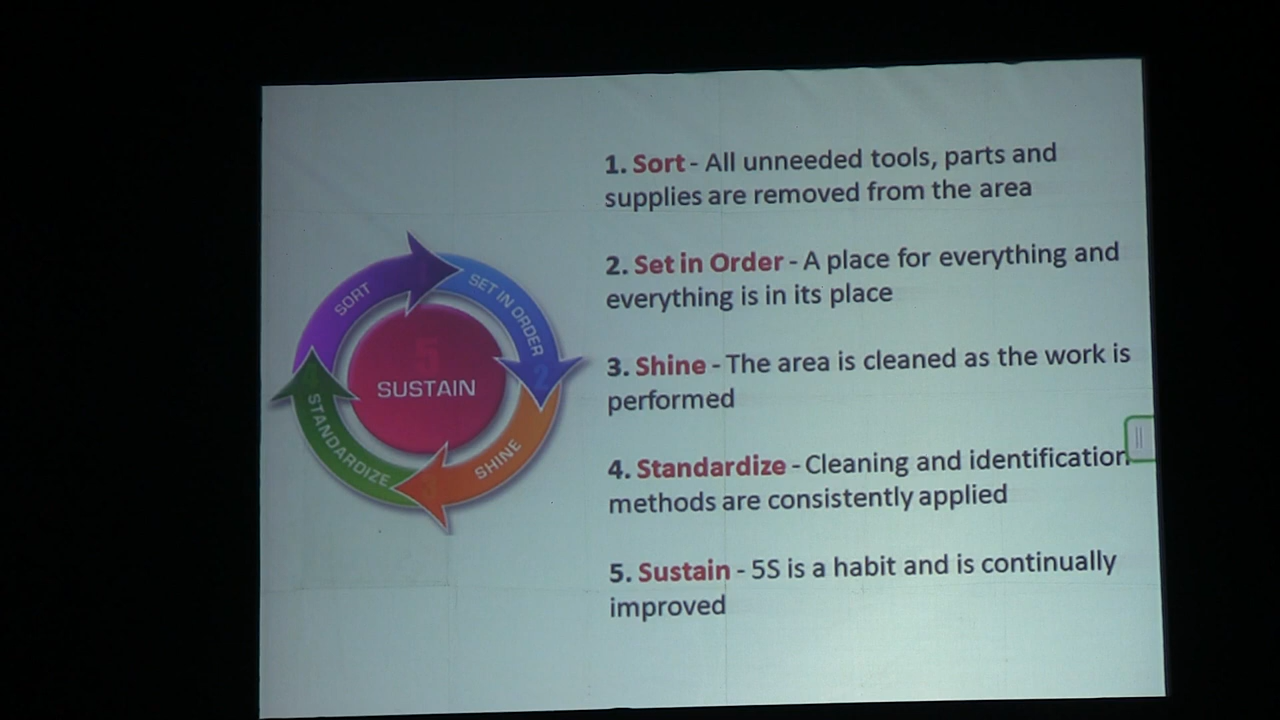 SORT
SET IN ORDER
2
5
SUSTAIN
STANDARDIZE
SHINE
1. Sort - All unneeded tools, parts and
supplies are removed from the area
2. Set in Order - A place for everything and
everything is in its place
3. Shine - The area is cleaned as the work is
performed
4. Standardize - Cleaning and identification
methods are consistently applied
5. Sustain - 5S is a habit and is continually
improved